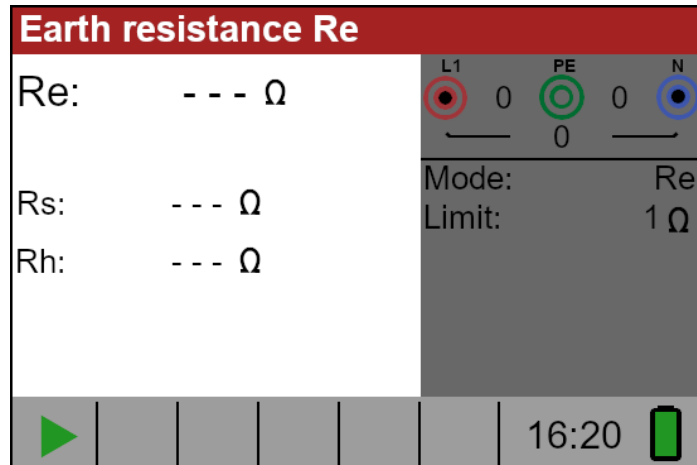 Earth resistance Re
Re: --- Ω
Rs: --- Ω
Rh: --- Ω
L1 PE N
0 0
0
Mode: Re
Limit: 1 Ω
16:20